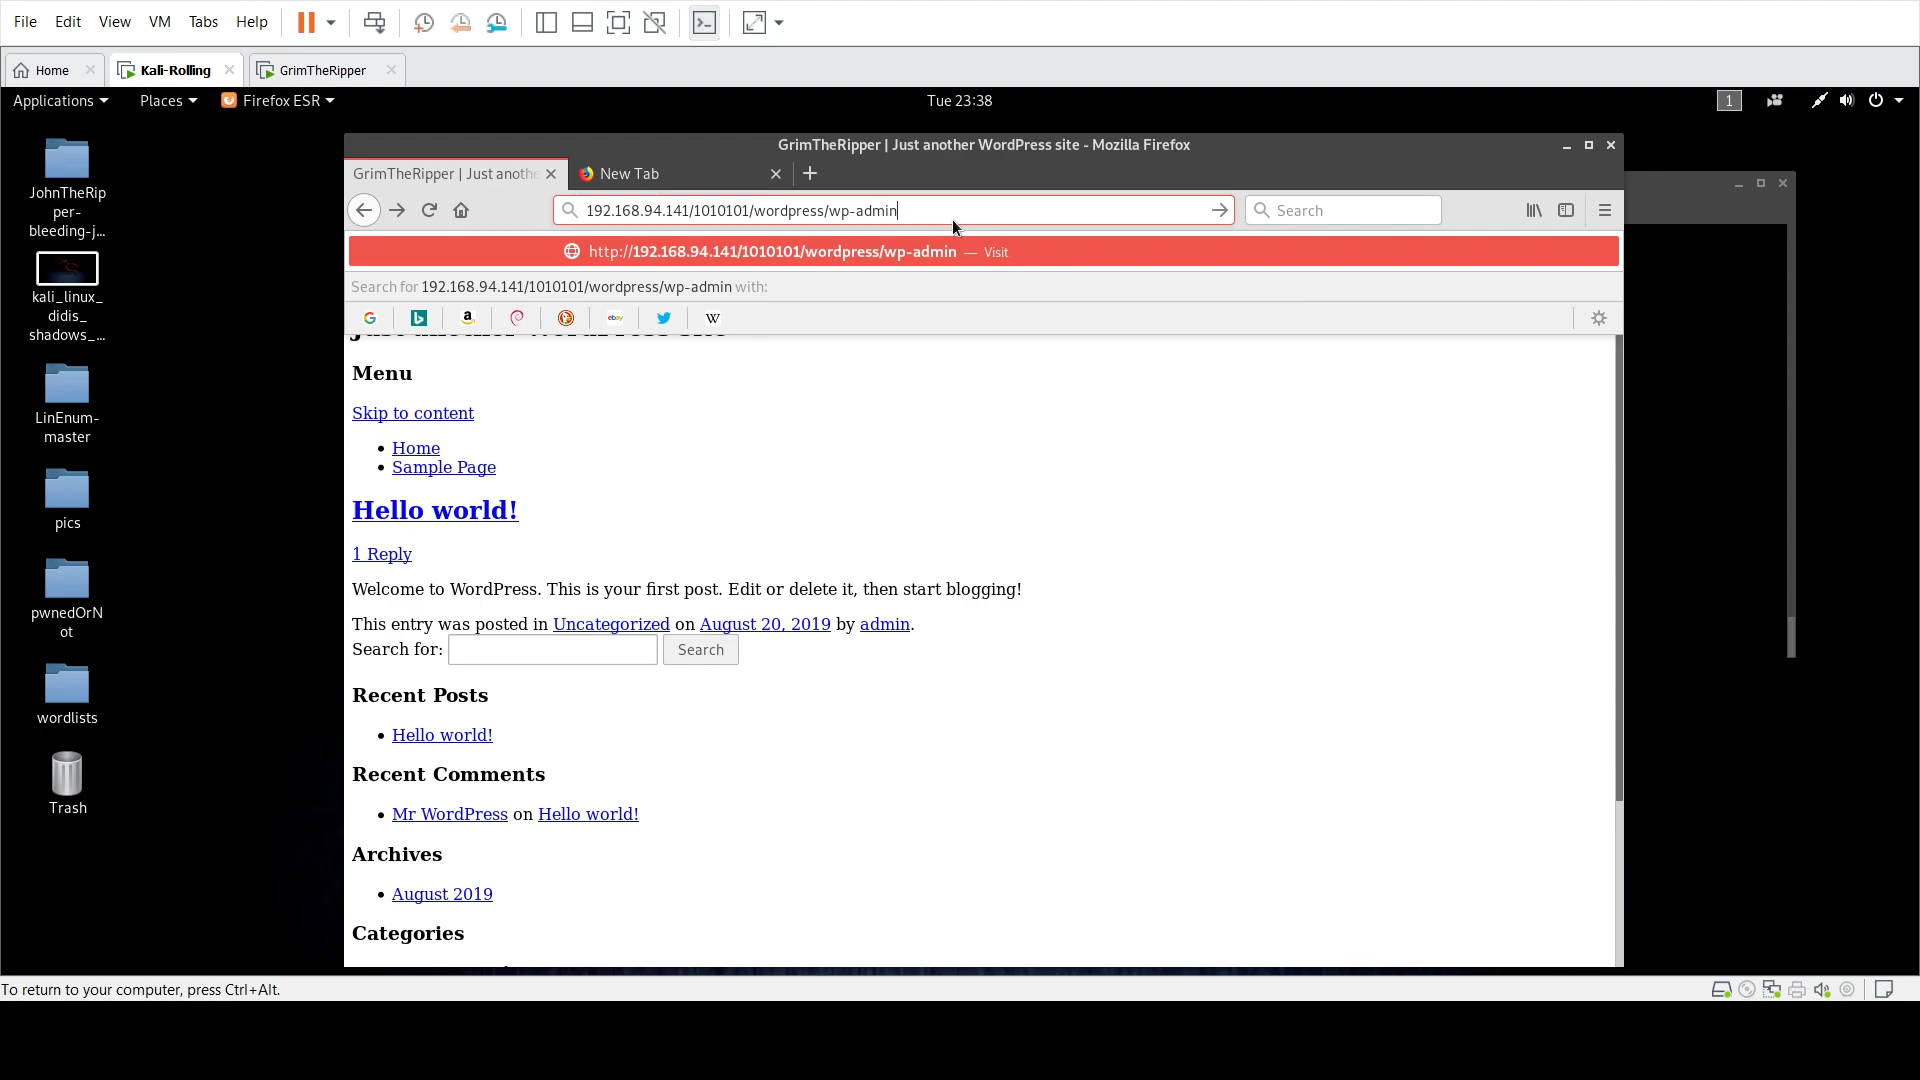 File Edit View VM Tabs Help
Home Kali-Rolling GrimTheRipper
Applications Places Firefox ESR Tue 23:38 1
GrimTheRipper | Just another WordPress site - Mozilla Firefox
GrimTheRipper | Just anothe New Tab
192.168.94.141/1010101/wordpress/wp-admin Search
http://192.168.94.141/1010101/wordpress/wp-admin — Visit
Search for 192.168.94.141/1010101/wordpress/wp-admin with:
Just another WordPress site
Menu
Skip to content
Home
Sample Page
Hello world!
1 Reply
Welcome to WordPress. This is your first post. Edit or delete it, then start blogging!
This entry was posted in Uncategorized on August 20, 2019 by admin.
Search for: Search
Recent Posts
Hello world!
Recent Comments
Mr WordPress on Hello world!
Archives
August 2019
Categories
JohnTheRip
per-
bleeding-j...
kali_linux_
didis_
shadows_...
LinEnum-
master
pics
pwnedOrN
ot
wordlists
Trash
To return to your computer, press Ctrl+Alt.